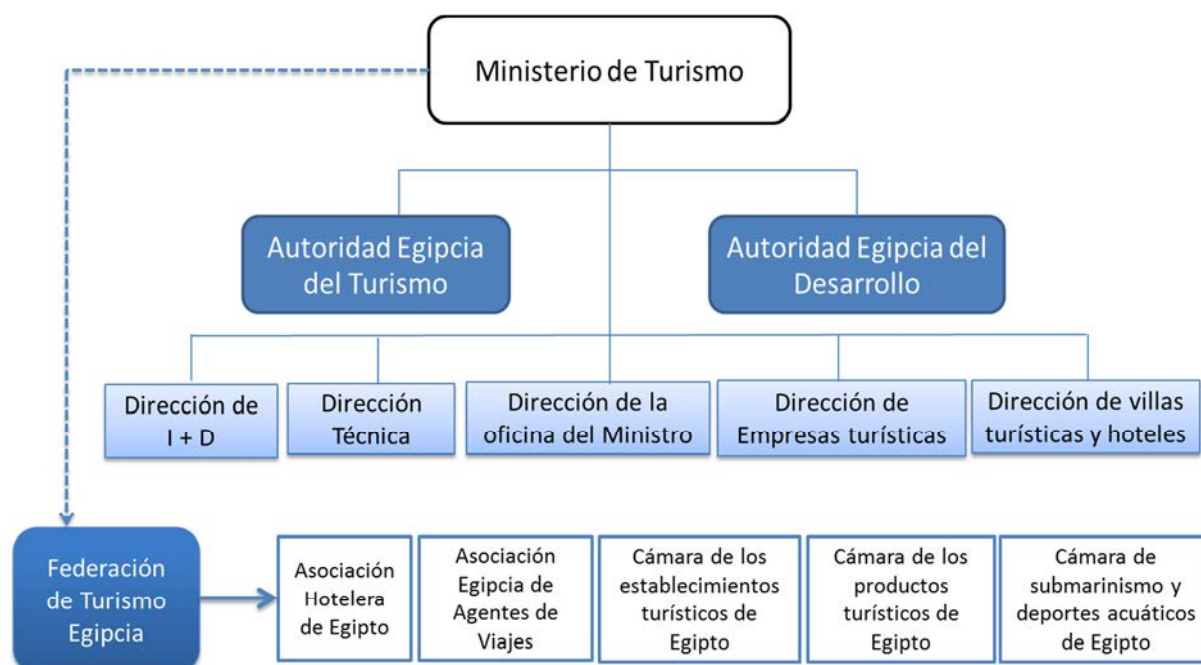 Ministerio de Turismo
Autoridad Egipcia
del Turismo
Autoridad Egipcia del
Desarrollo
Dirección de
I + D
Dirección
Técnica
Dirección de la
oficina del Ministro
Dirección de
Empresas turísticas
Dirección de villas
turísticas y hoteles
Federación
de Turismo
Egipcia
Asociación
Hotelera
de Egipto
Asociación
Egipcia de
Agentes de
Viajes
Cámara de los
establecimientos
turísticos de
Egipto
Cámara de los
productos
turísticos de
Egipto
Cámara de
submarinismo y
deportes acuáticos
de Egipto